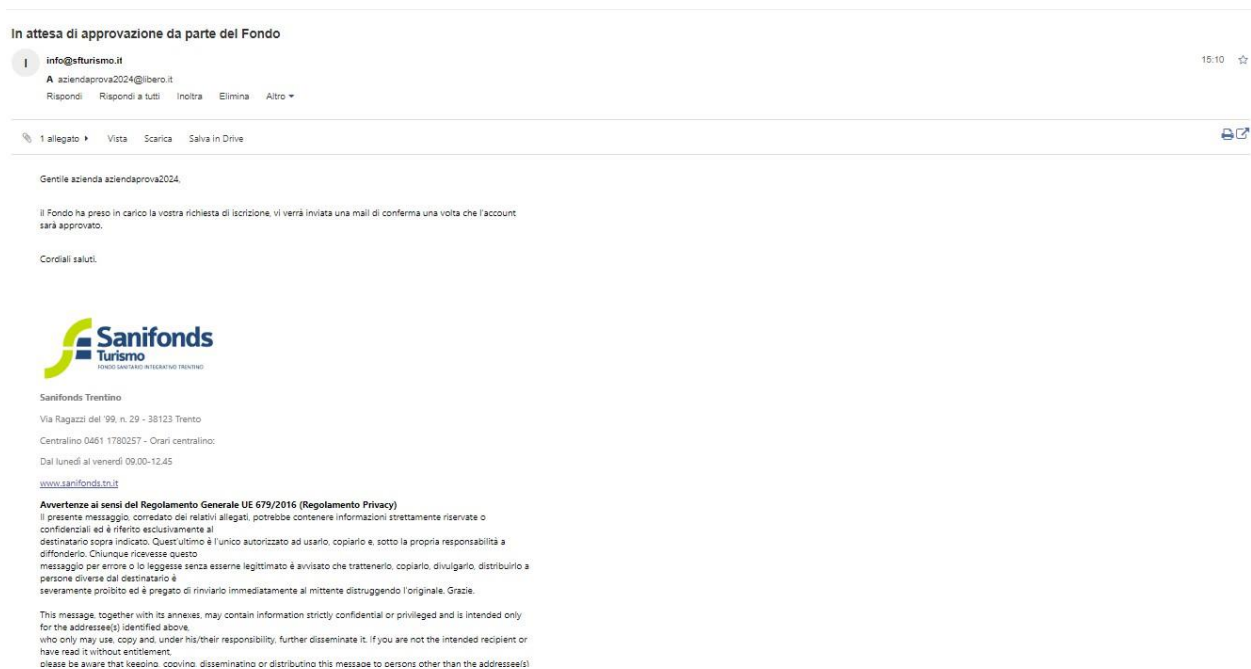 In attesa di approvazione da parte del Fondo
I
info@sfturismo.it
15:10
A aziendaprova2024@libero.it
Rispondi Rispondi a tutti Inoltra Elimina Altro
1 allegato Vista Scarica Salva in Drive
Gentile azienda aziendaprova2024,
il Fondo ha preso in carico la vostra richiesta di iscrizione, vi verrà inviata una mail di conferma una volta che l'account
sarà approvato.
Cordiali saluti.
Sanifonds
Turismo
FONDO SANITARIO INTEGRATIVO TRENTINO
Sanifonds Trentino
Via Ragazzi del '99, n. 29 - 38123 Trento
Centralino 0461 1780257 - Orari centralino:
Dal lunedì al venerdì 09.00-12.45
www.sanifonds.tn.it
Avvertenze ai sensi del Regolamento Generale UE 679/2016 (Regolamento Privacy)
Il presente messaggio, corredato dei relativi allegati, potrebbe contenere informazioni strettamente riservate o
confidenziali ed è riferito esclusivamente al
destinatario sopra indicato. Quest'ultimo è l'unico autorizzato ad usarlo, copiarlo e, sotto la propria responsabilità a
diffonderlo. Chiunque ricevesse questo
messaggio per errore o lo leggesse senza esserne legittimato è avvisato che trattenerlo, copiarlo, divulgarlo, distribuirlo a
persone diverse dal destinatario è
severamente proibito ed è pregato di rinviarlo immediatamente al mittente distruggendo l'originale. Grazie.
This message, together with its annexes, may contain information strictly confidential or privileged and is intended only
for the addressee(s) identified above,
who only may use, copy and, under his/their responsibility, further disseminate it. If you are not the intended recipient or
have read it without entitlement,
please be aware that keeping, copying, disseminating or distributing this message to persons other than the addressee(s)